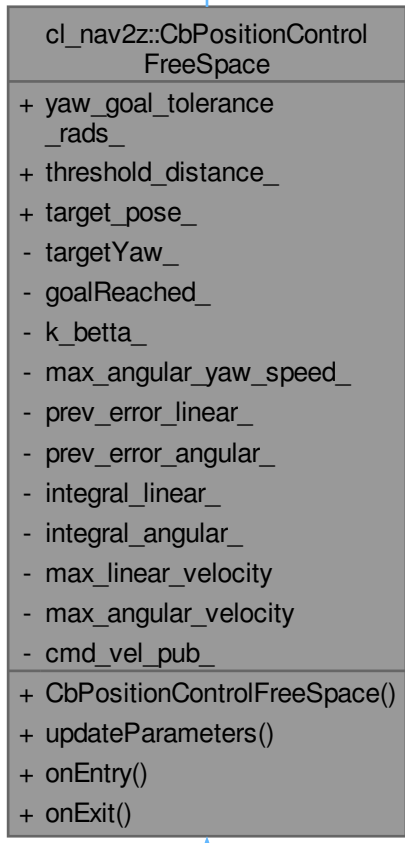 cl_nav2z::CbPositionControl
FreeSpace
+ yaw_goal_tolerance
_rads_
+ threshold_distance_
+ target_pose_
- targetYaw_
- goalReached_
- k_betta_
- max_angular_yaw_speed_
- prev_error_linear_
- prev_error_angular_
- integral_linear_
- integral_angular_
- max_linear_velocity
- max_angular_velocity
- cmd_vel_pub_
+ CbPositionControlFreeSpace()
+ updateParameters()
+ onEntry()
+ onExit()